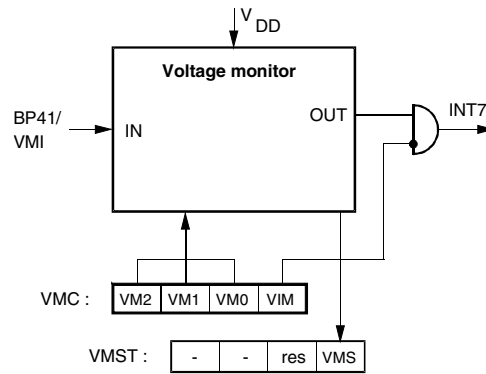 V
DD
Voltage monitor
BP41/
VMI
IN
OUT
INT7
VMC :
VM2 VM1 VM0 VIM
VMST :
- - res VMS